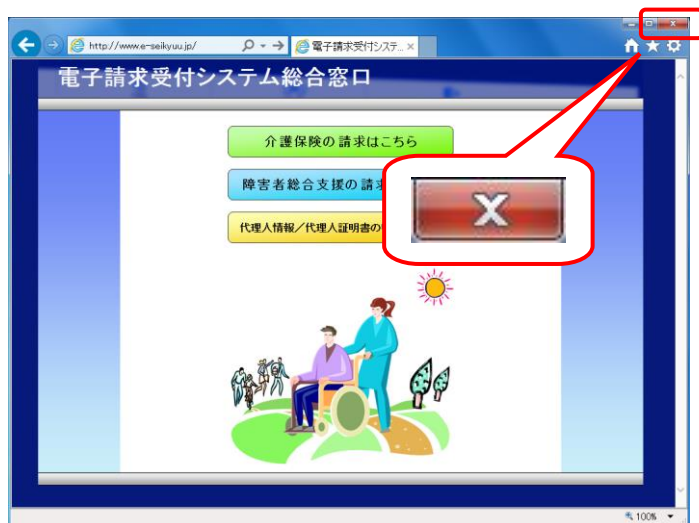 http://www.e-seikyuu.jp/
電子請求受付システ... ×
電子請求受付システム総合窓口
介護保険の請求はこちら
障害者総合支援の請
代理人情報/代理人証明書の
X
100%